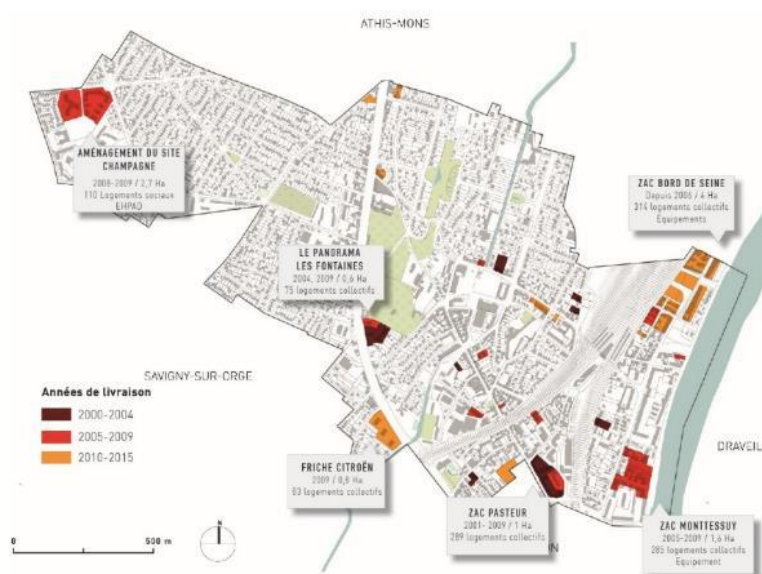 ATHIS-MONS
AMÉNAGEMENT DU SITE
CHAMPAGNE
2008-2009 / 2,7 Ha
110 Logements sociaux
EHPAD
ZAC BORD DE SEINE
Depuis 2005 / 4 Ha
314 logements collectifs
Equipements
LE PANORAMA
LES FONTAINES
2004, 2009 / 0,6 Ha
75 logements collectifs
SAVIGNY-SUR-ORGE
Années de livraison
2000-2004
2005-2009
2010-2015
DRAVEIL
FRICHE CITROËN
2009 / 0,8 Ha
83 logements collectifs
ZAC PASTEUR
2001- 2009 / 1 Ha
289 logements collectifs
ON
ZAC MONTTESSUY
2005-2009 / 1,6 Ha
285 logements collectifs
Equipement
N
0
500 m